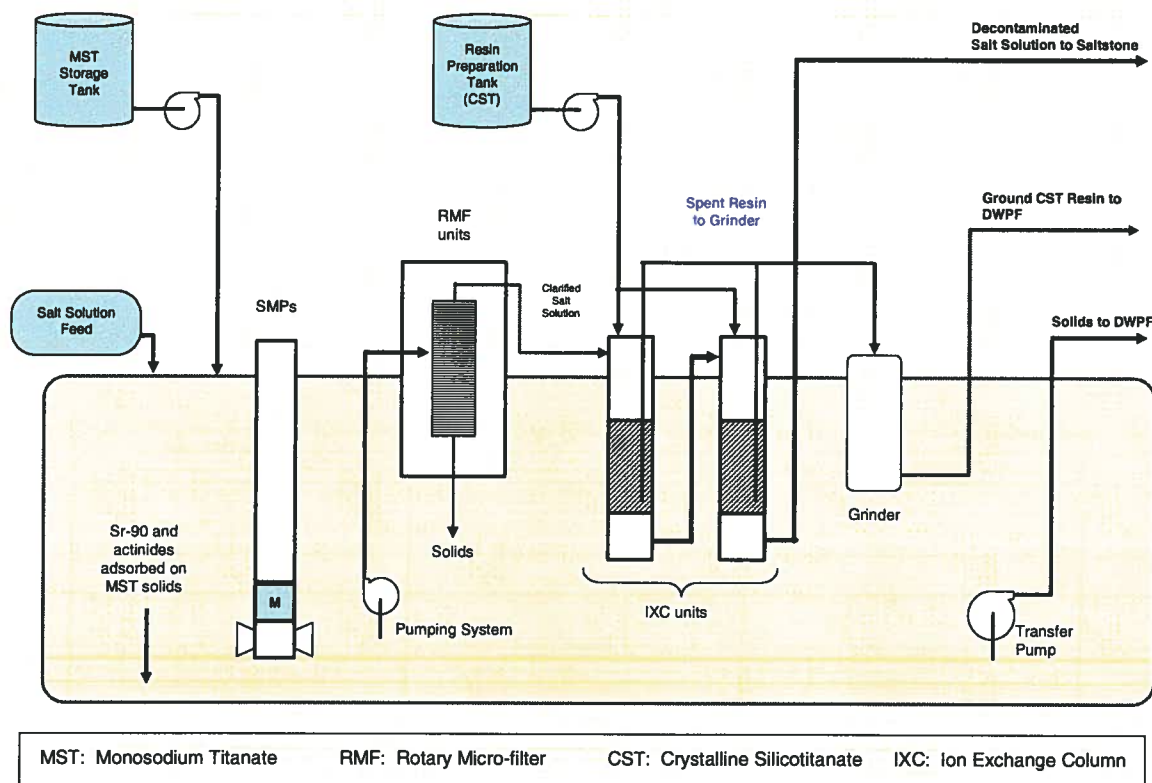 MST
Storage
Tank
Resin
Preparation
Tank
(CST)
Decontaminated
Salt Solution to Saltstone
Spent Resin
to Grinder
Ground CST Resin to
DWPF
RMF
units
Clarified
Salt
Solution
Salt Solution
Feed
SMPs
Solids to DWPF
Sr-90 and
actinides
adsorbed on
MST solids
M
Solids
Pumping System
IXC units
Grinder
Transfer
Pump
MST: Monosodium Titanate RMF: Rotary Micro-filter CST: Crystalline Silicotitanate IXC: Ion Exchange Column